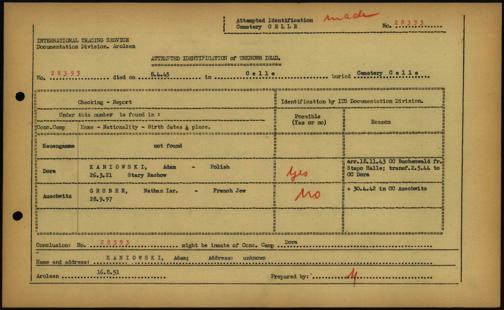 Attempted Identification made
Cemetery CELLE No. 28393
INTERNATIONAL TRACING SERVICE
Documentation Division. Arolsen
ATTEMPTED IDENTIFICATION of UNKNOWN DEAD.
No. 28393 died on 8.4.45 in Celle buried Cemetery Celle
Checking - Report
Identification by ITS Documentation Division.
Under this number is found in :
Possible (Yes or no)
Reason
Conc.Camp Name - Nationality - Birth dates & place.
Neuengamme not found
Dora KANIOWSKI, Adam - Polish
26.3.21 Stary Rachow
Yes
arr.18.11.43 CC Buchenwald fr. Stapo Halle; transf.2.5.44 to CC Dora
Auschwitz GRUNER, Nathan Isr. - French Jew
28.9.97
No
+ 30.4.42 in CC Auschwitz
Conclusion: No. 28393 might be inmate of Conc. Camp Dora
Name and address: KANIOWSKI, Adam; Address: unknown
Arolsen 16.8.51 Prepared by: